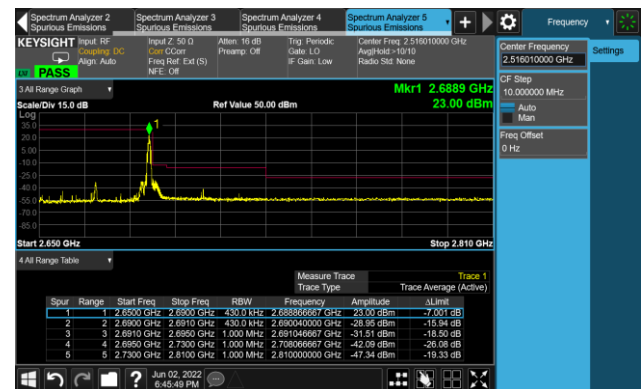 Spectrum Analyzer 2
Spurious Emissions
Spectrum Analyzer 3
Spurious Emissions
Spectrum Analyzer 4
Spurious Emissions
Spectrum Analyzer 5
Spurious Emissions
+
Frequency
KEYSIGHT
Input: RF
Coupling: DC
Align: Auto
Input Z: 50 Ω
Corr CCorr
Freq Ref: Ext (S)
NFE: Off
Atten: 16 dB
Preamp: Off
Trig: Periodic
Gate: LO
IF Gain: Low
Center Freq: 2.516010000 GHz
Avg|Hold:>10/10
Radio Std: None
PASS
Center Frequency
2.516010000 GHz
Settings
CF Step
10.000000 MHz
Auto
Man
Freq Offset
0 Hz
3 All Range Graph
Mkr1 2.6889 GHz
Scale/Div 15.0 dB
Ref Value 50.00 dBm
23.00 dBm
Log
35.0
20.0
5.00
-10.0
-25.0
-40.0
-55.0
-70.0
-85.0
1
Start 2.650 GHz
Stop 2.810 GHz
4 All Range Table
Measure Trace Trace 1
Trace Type Trace Average (Active)
Spur Range Start Freq Stop Freq RBW Frequency Amplitude ΔLimit
1 1 2.6500 GHz 2.6900 GHz 430.0 kHz 2.688866667 GHz 23.00 dBm -7.001 dB
2 2 2.6900 GHz 2.6910 GHz 430.0 kHz 2.690040000 GHz -28.95 dBm -15.94 dB
3 3 2.6910 GHz 2.6950 GHz 1.000 MHz 2.691046667 GHz -31.51 dBm -18.50 dB
4 4 2.6950 GHz 2.7300 GHz 1.000 MHz 2.708066667 GHz -42.09 dBm -26.08 dB
5 5 2.7300 GHz 2.8100 GHz 1.000 MHz 2.810000000 GHz -47.34 dBm -19.33 dB
?
Jun 02, 2022
6:45:49 PM